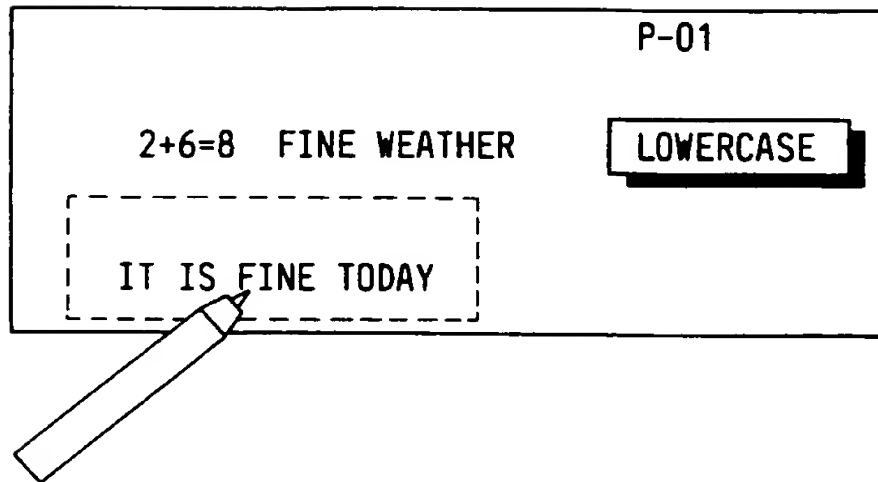 P-01
2+6=8 FINE WEATHER LOWERCASE
IT IS FINE TODAY